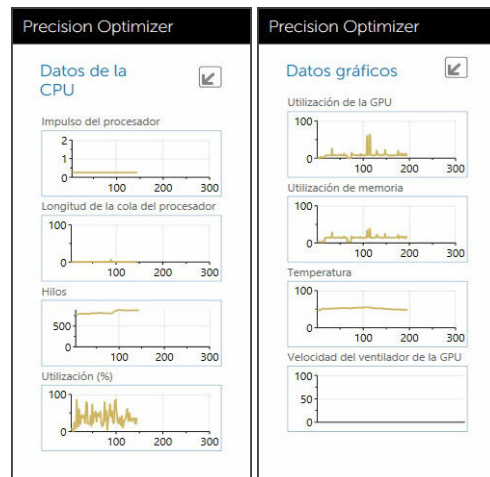 Precision Optimizer
Datos de la
CPU
Impulso del procesador
2
1
0
100 200 300
Longitud de la cola del procesador
100
0
100 200 300
Hilos
500
0
100 200 300
Utilización (%)
100
0
100 200 300
Precision Optimizer
Datos gráficos
Utilización de la GPU
100
0
100 200 300
Utilización de memoria
100
0
100 200 300
Temperatura
100
0
100 200 300
Velocidad del ventilador de la GPU
100
50
0